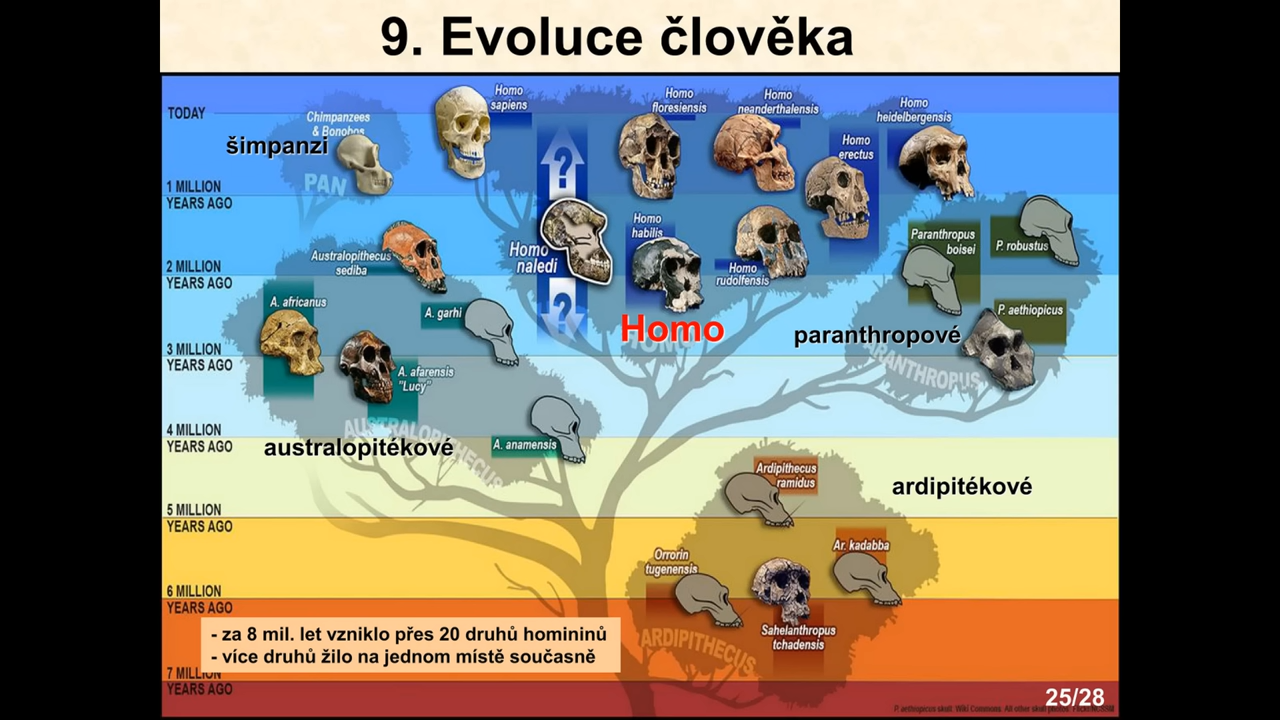 9. Evoluce člověka
TODAY
Chimpanzees
& Bonobos
šimpanzi
PAN
Homo
sapiens
Homo
floresiensis
Homo
neanderthalensis
Homo
heidelbergensis
Homo
erectus
1 MILLION
YEARS AGO
?
Homo
naledi
?
Homo
habilis
Homo
rudolfensis
Paranthropus
boisei
P. robustus
Australopithecus
sediba
2 MILLION
YEARS AGO
A. africanus
A. garhi
P. aethiopicus
Homo
HOMO
paranthropové
PARANTHROPUS
3 MILLION
YEARS AGO
A. afarensis
"Lucy"
4 MILLION
YEARS AGO
AUSTRALOPITHECUS
australopitékové
A. anamensis
Ardipithecus
ramidus
ardipitékové
5 MILLION
YEARS AGO
Orrorin
tugenensis
Ar. kadabba
6 MILLION
YEARS AGO
Sahelanthropus
tchadensis
ARDIPITHECUS
- za 8 mil. let vzniklo přes 20 druhů homininů
- více druhů žilo na jednom místě současně
7 MILLION
YEARS AGO
25/28